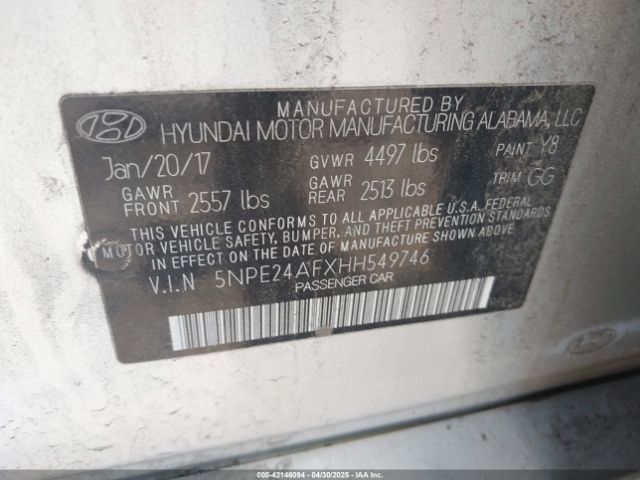 MANUFACTURED BY
HYUNDAI MOTOR MANUFACTURING ALABAMA, LLC
Jan/20/17 GVWR 4497 lbs PAINT Y8
GAWR FRONT 2557 lbs GAWR REAR 2513 lbs TRIM GG
THIS VEHICLE CONFORMS TO ALL APPLICABLE U.S.A. FEDERAL
MOTOR VEHICLE SAFETY, BUMPER, AND THEFT PREVENTION STANDARDS
IN EFFECT ON THE DATE OF MANUFACTURE SHOWN ABOVE.
V.I.N 5NPE24AFXHH549746
PASSENGER CAR
000-42146094 - 04/30/2025 - COPYRIGHT IAA, LLC.